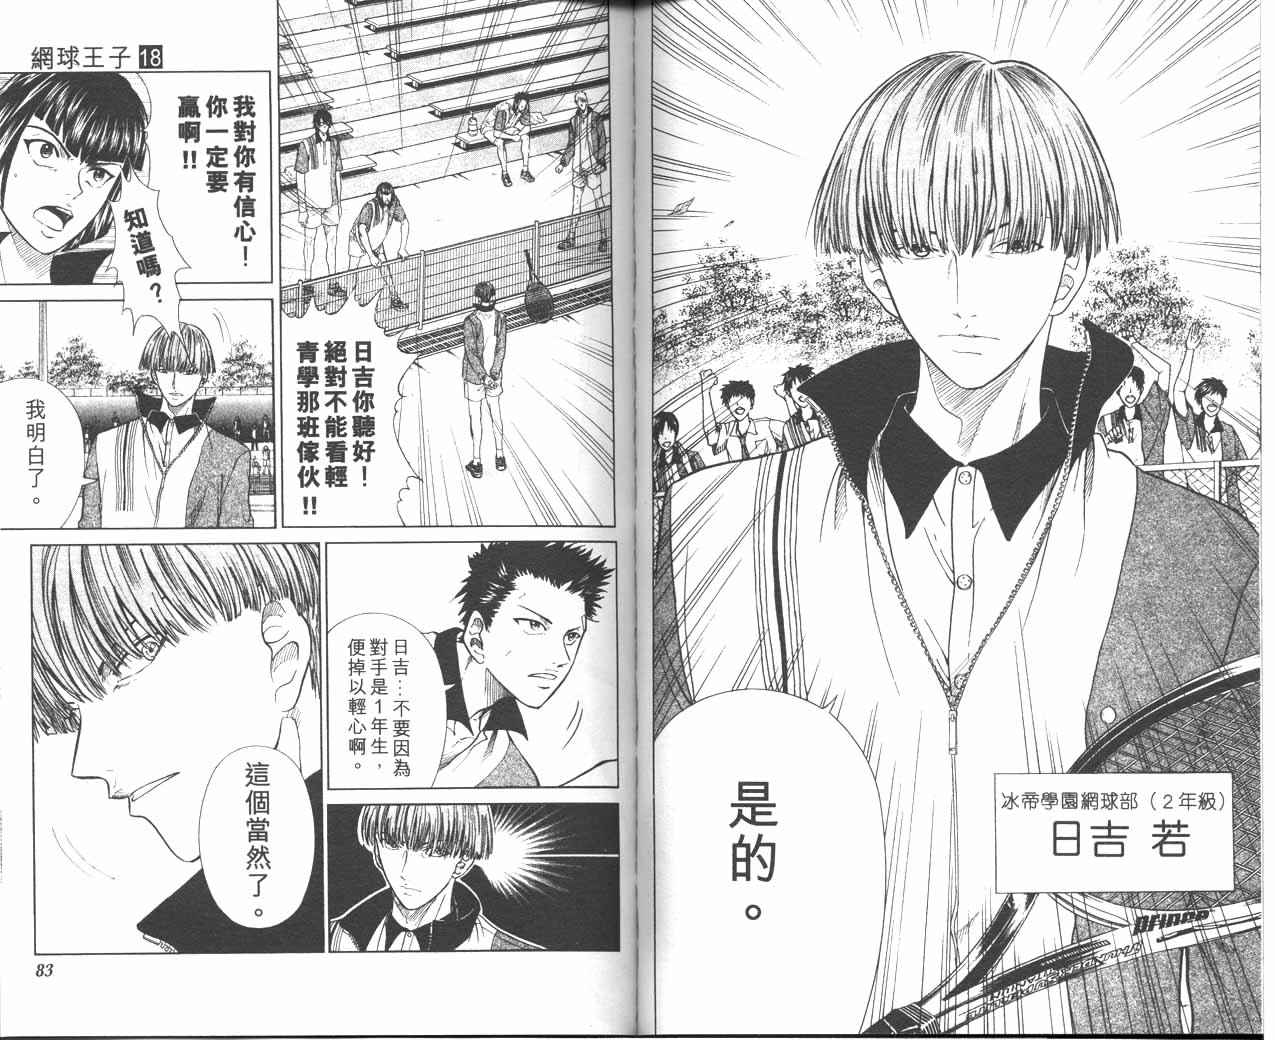 是的。
冰帝學園網球部（2年級）
日吉 若
prince
網球王子 18
日吉你聽好！
絕對不能看輕
青學那班傢伙！！
我對你有信心！
你一定要
贏啊！！
知道嗎？
我明白了。
日吉…不要因為
對手是1年生，
便掉以輕心啊。
這個當然了。
83